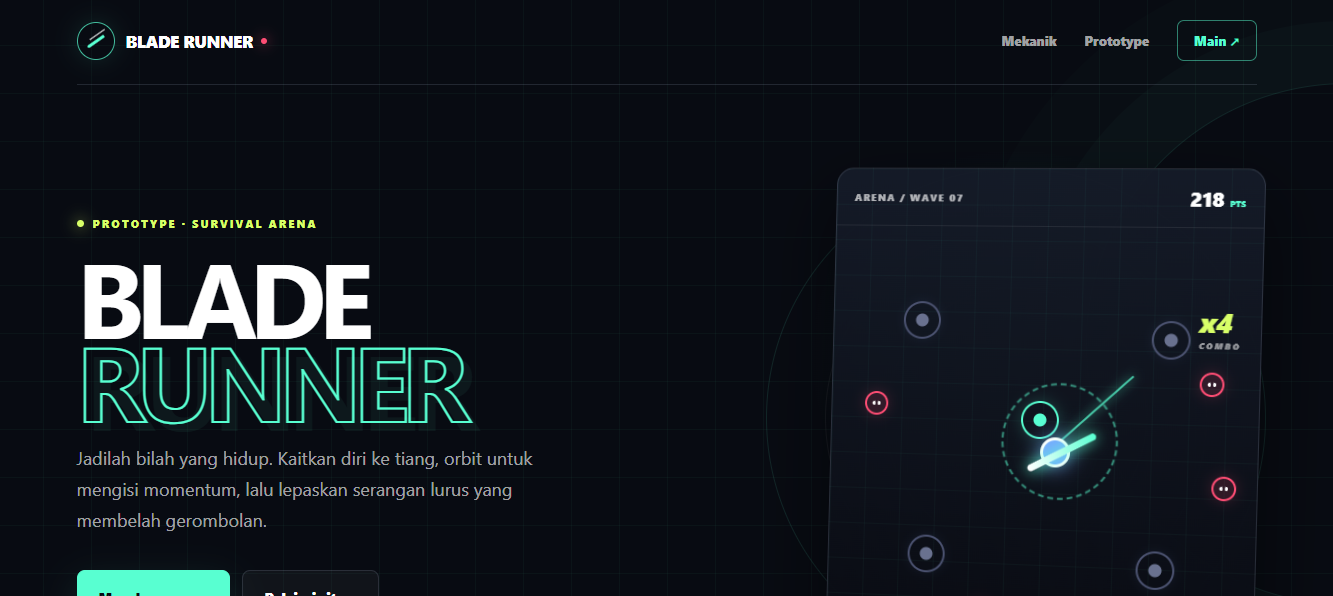 BLADE RUNNER
Mekanik
Prototype
Main ↗
PROTOTYPE · SURVIVAL ARENA
BLADE
RUNNER
Jadilah bilah yang hidup. Kaitkan diri ke tiang, orbit untuk
mengisi momentum, lalu lepaskan serangan lurus yang
membelah gerombolan.
ARENA / WAVE 07
218 PTS
x4
COMBO